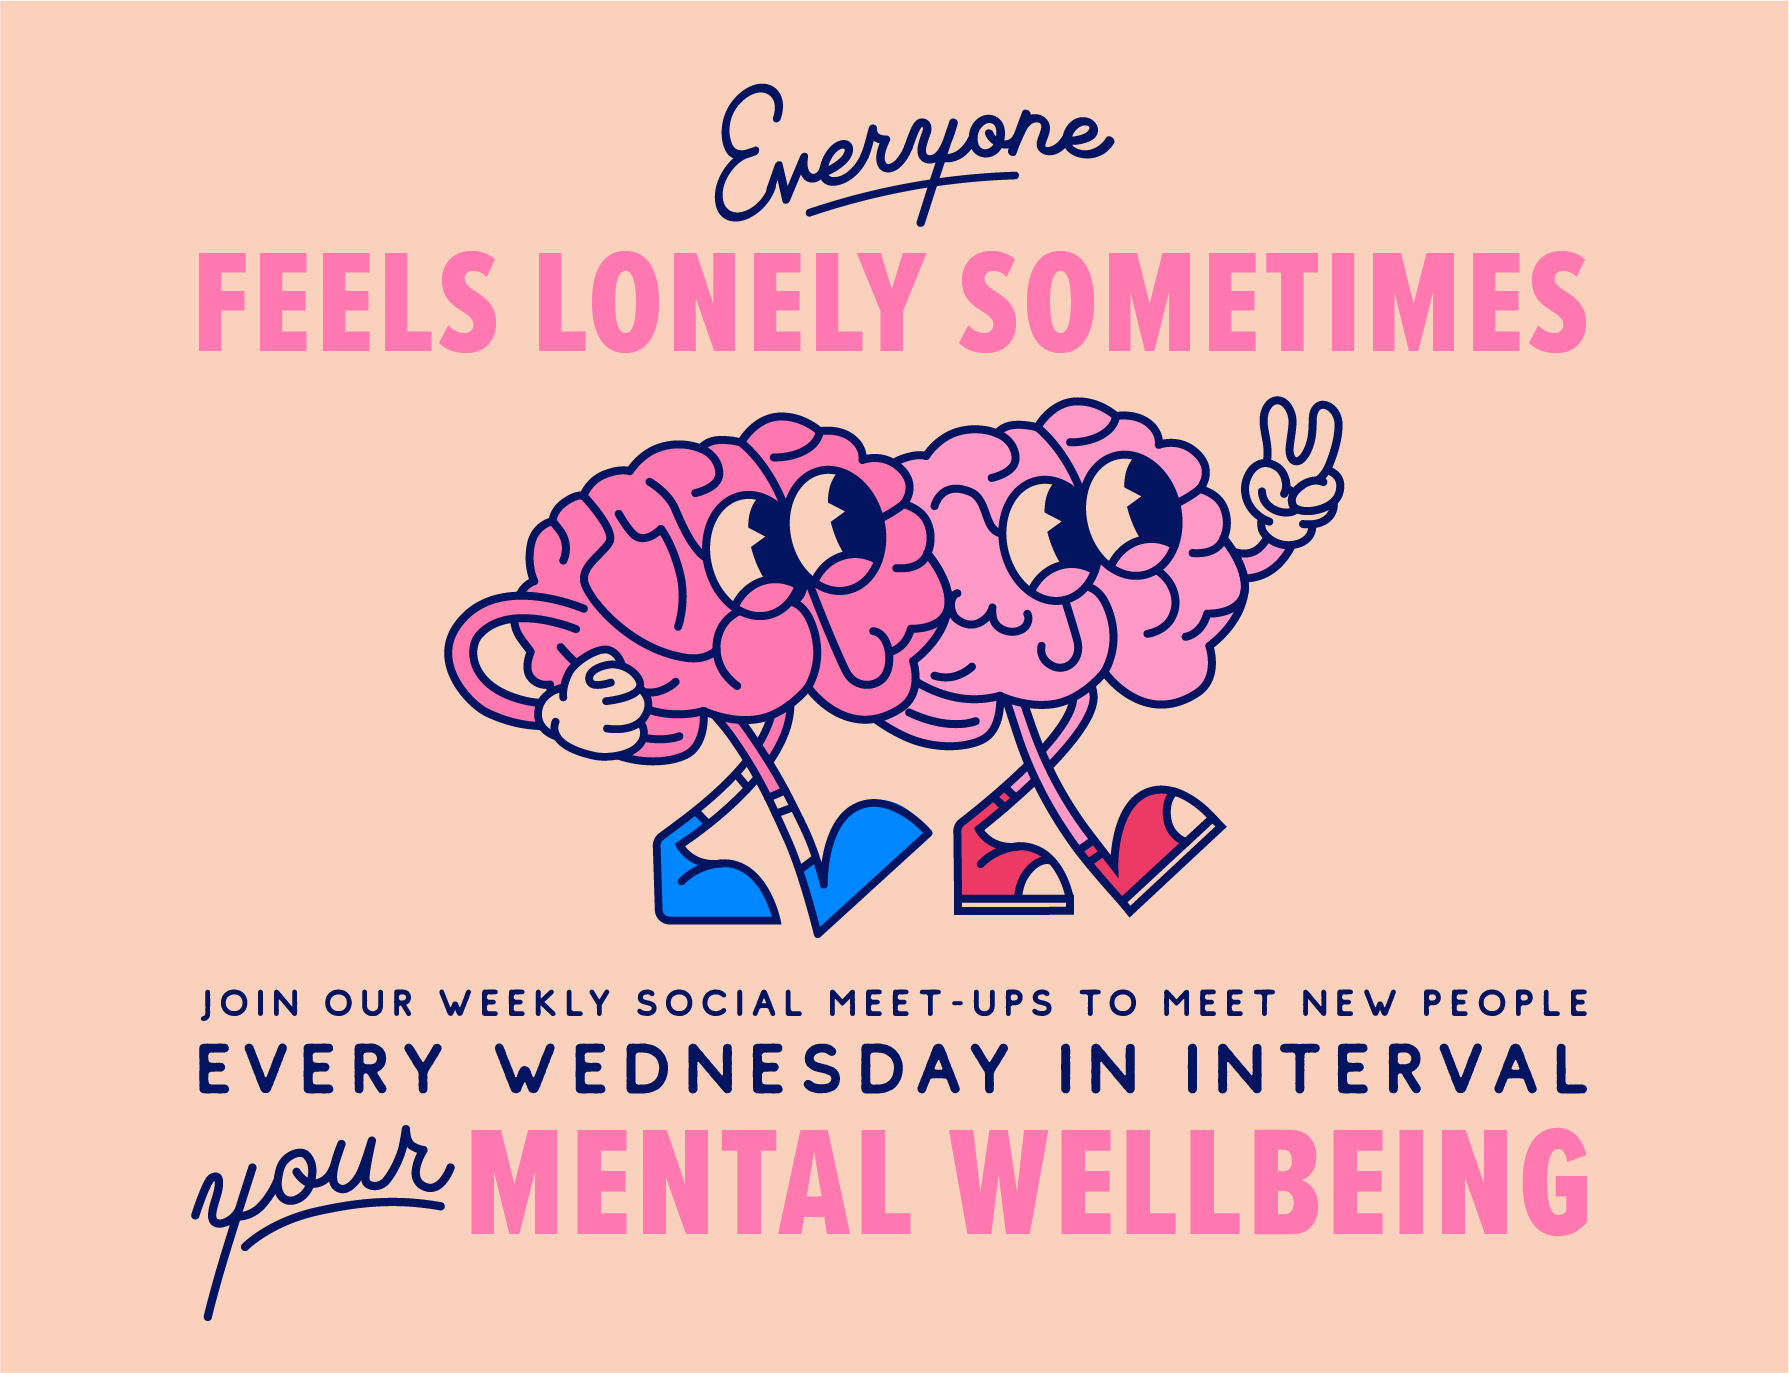 Everyone
FEELS LONELY SOMETIMES
JOIN OUR WEEKLY SOCIAL MEET-UPS TO MEET NEW PEOPLE
EVERY WEDNESDAY IN INTERVAL
your MENTAL WELLBEING